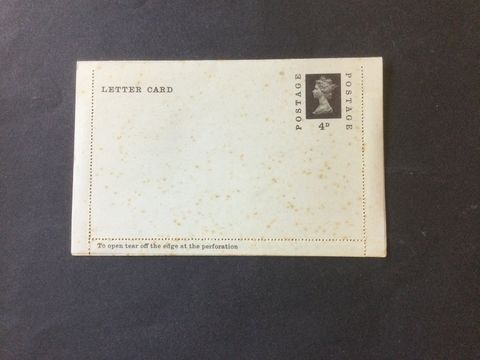 LETTER CARD
POSTAGE
POSTAGE
4D
To open tear off the edge at the perforation